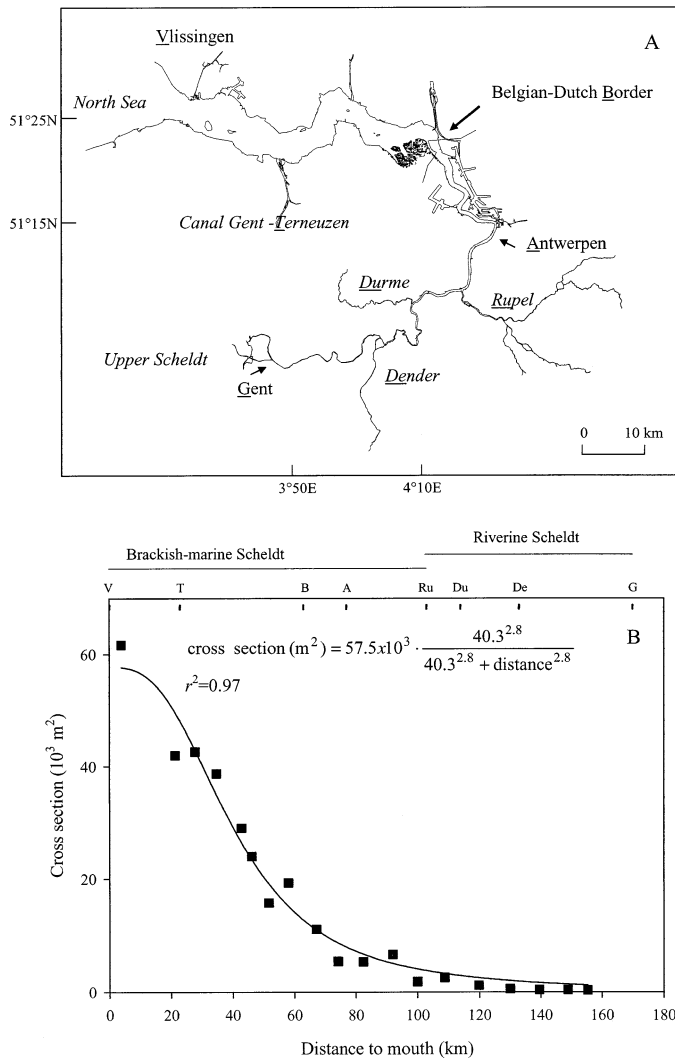 Vlissingen
A
Belgian-Dutch Border
North Sea
51°25N
51°15N
Canal Gent -Terneuzen
Antwerpen
Durme
Rupel
Upper Scheldt
Gent
Dender
0 10 km
3°50E 4°10E
Riverine Scheldt
Brackish-marine Scheldt
V T B A Ru Du De G
B
cross section (m²) = 57.5x10³ · 40.3^2.8 / (40.3^2.8 + distance^2.8)
r²=0.97
Cross section (10³ m²)
60
40
20
0
0 20 40 60 80 100 120 140 160 180
Distance to mouth (km)